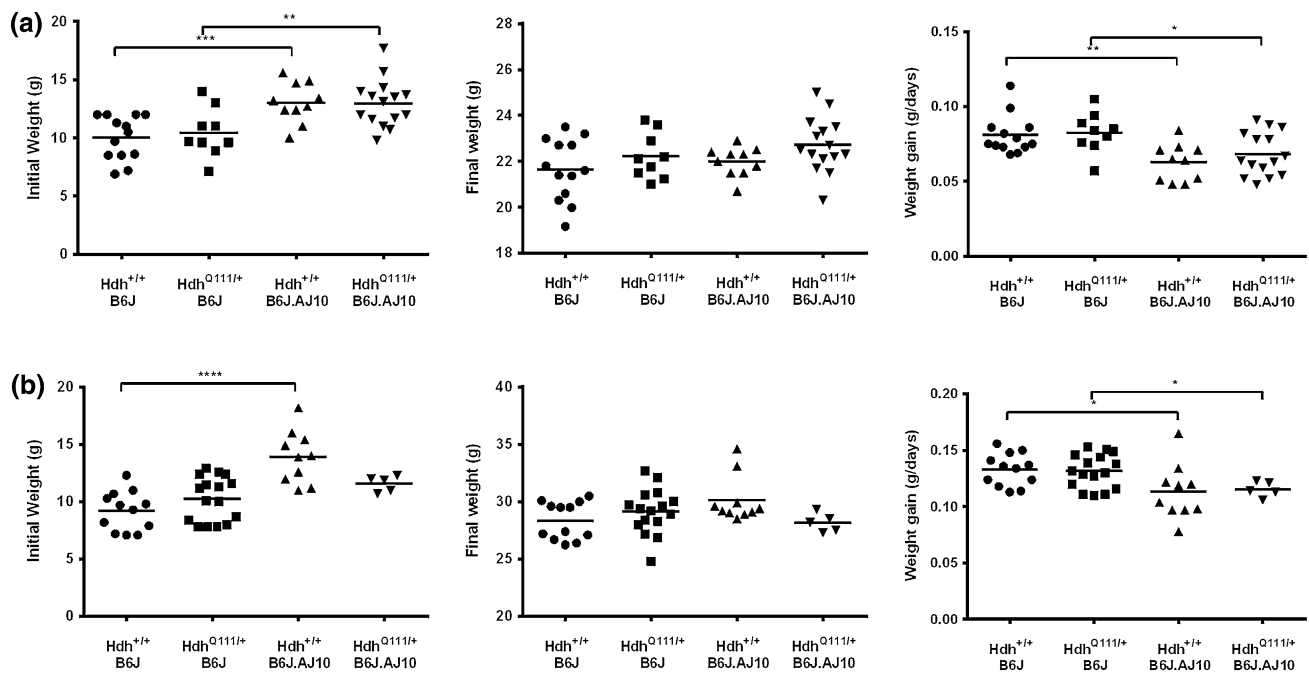 (a)
Initial Weight (g)
20
15
10
5
0
***
**
Hdh+/+ B6J
HdhQ111/+ B6J
Hdh+/+ B6J.AJ10
HdhQ111/+ B6J.AJ10
Final weight (g)
28
26
24
22
20
18
Hdh+/+ B6J
HdhQ111/+ B6J
Hdh+/+ B6J.AJ10
HdhQ111/+ B6J.AJ10
Weight gain (g/days)
0.15
0.10
0.05
0.00
**
*
Hdh+/+ B6J
HdhQ111/+ B6J
Hdh+/+ B6J.AJ10
HdhQ111/+ B6J.AJ10
(b)
Initial Weight (g)
20
15
10
5
0
****
Hdh+/+ B6J
HdhQ111/+ B6J
Hdh+/+ B6J.AJ10
HdhQ111/+ B6J.AJ10
Final Weight (g)
40
35
30
25
20
Hdh+/+ B6J
HdhQ111/+ B6J
Hdh+/+ B6J.AJ10
HdhQ111/+ B6J.AJ10
Weight gain (g/days)
0.20
0.15
0.10
0.05
0.00
*
*
Hdh+/+ B6J
HdhQ111/+ B6J
Hdh+/+ B6J.AJ10
HdhQ111/+ B6J.AJ10